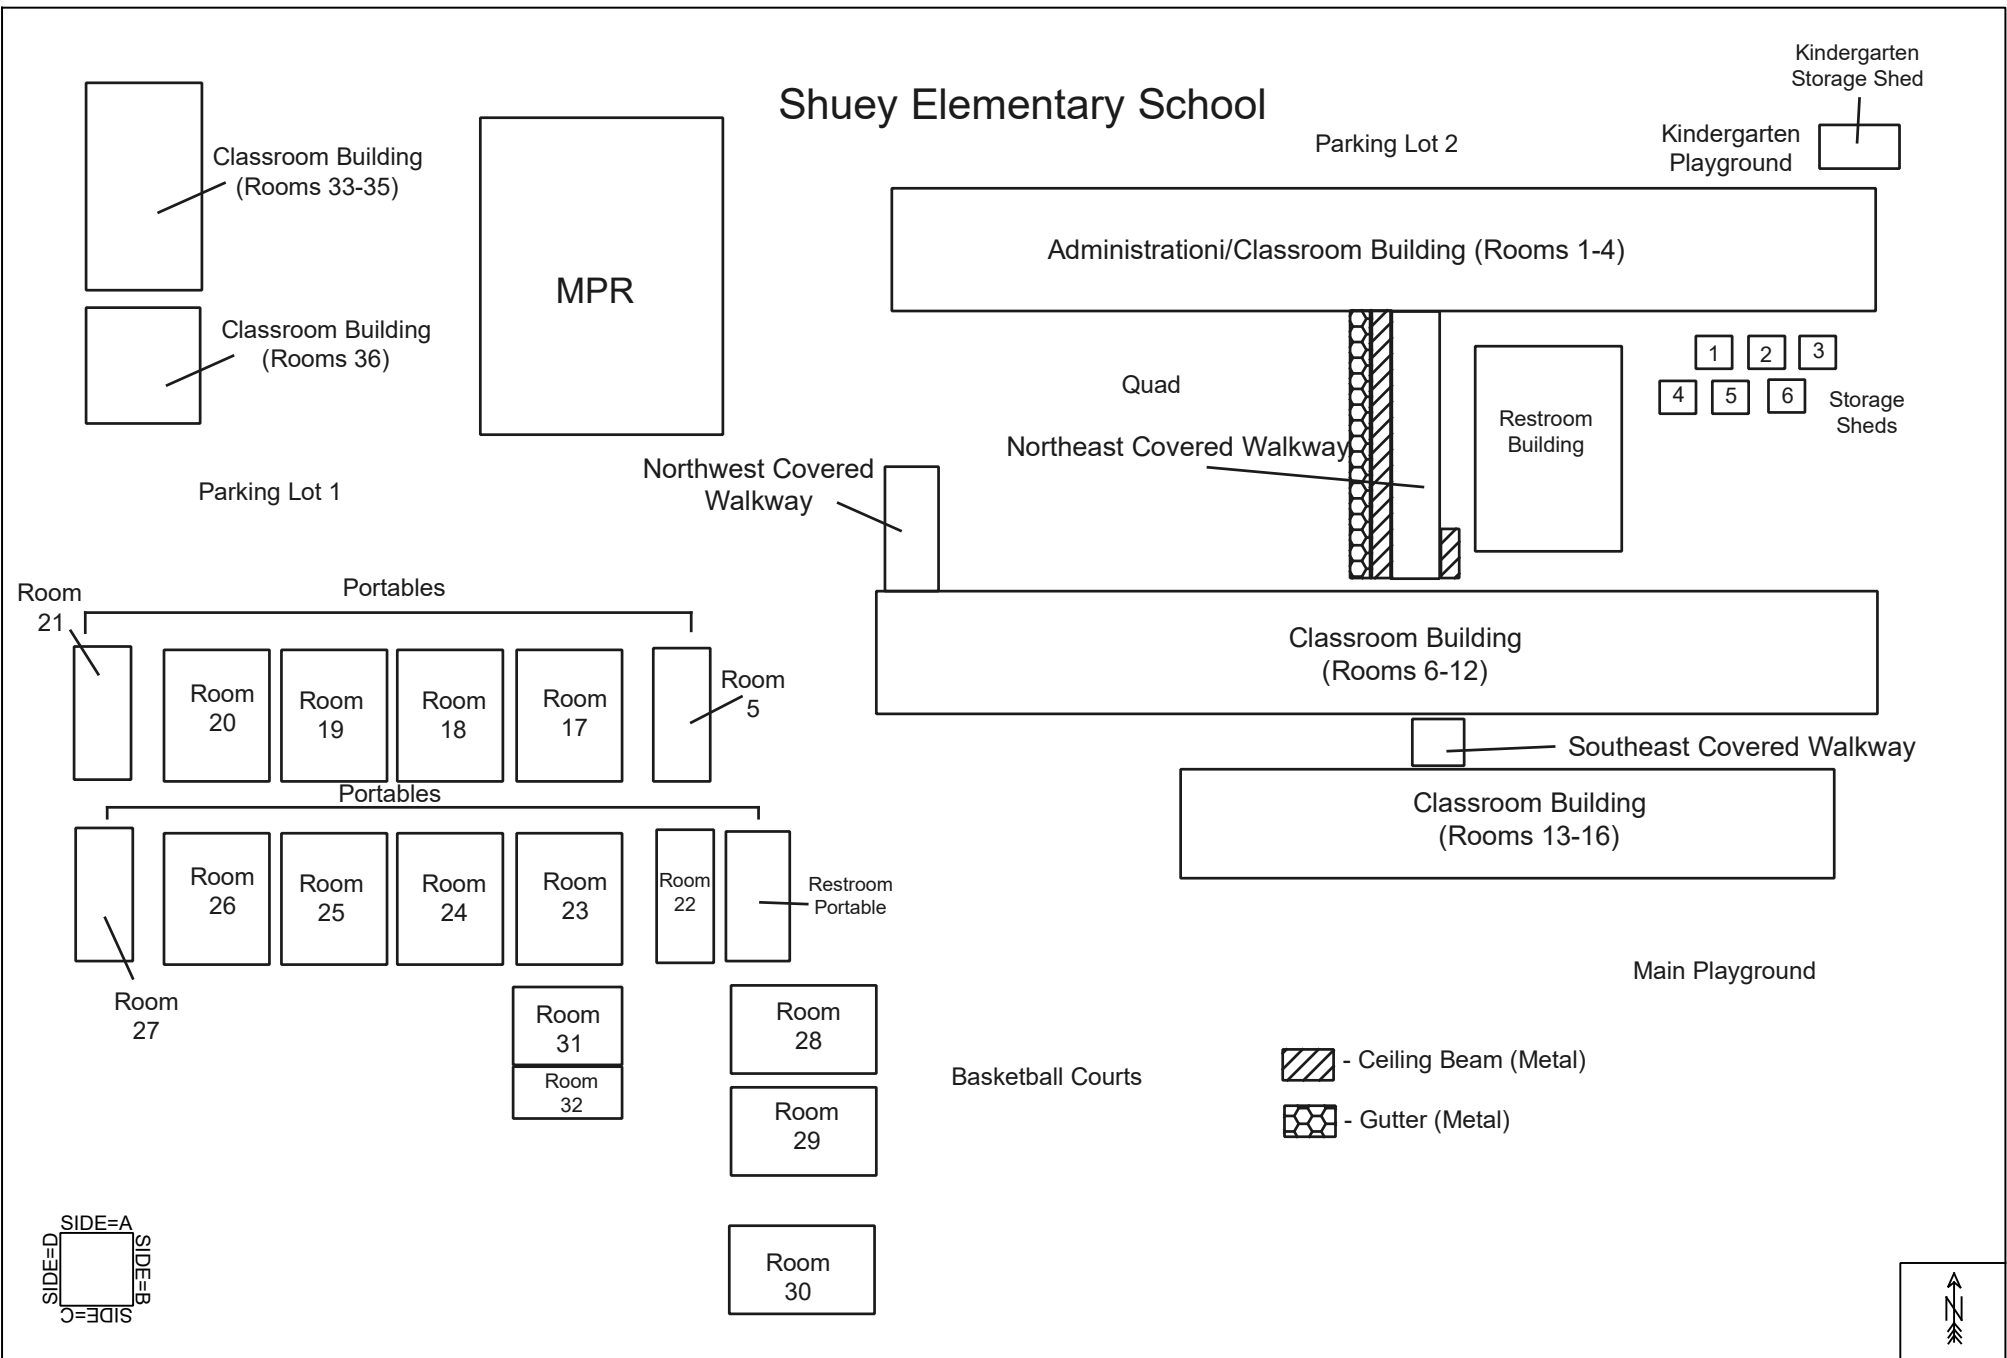 Shuey Elementary School
Kindergarten
Storage Shed
Parking Lot 2
Kindergarten
Playground
Classroom Building
(Rooms 33-35)
MPR
Administrationi/Classroom Building (Rooms 1-4)
Classroom Building
(Rooms 36)
1
2
3
4
5
6
Storage
Sheds
Quad
Restroom
Building
Northeast Covered Walkway
Northwest Covered
Walkway
Parking Lot 1
Portables
Room
21
Room
20
Room
19
Room
18
Room
17
Room
5
Classroom Building
(Rooms 6-12)
Southeast Covered Walkway
Classroom Building
(Rooms 13-16)
Portables
Room
26
Room
25
Room
24
Room
23
Room
22
Restroom
Portable
Room
27
Room
31
Room
32
Room
28
Room
29
Room
30
Main Playground
Basketball Courts
- Ceiling Beam (Metal)
- Gutter (Metal)
SIDE=A
SIDE=B
SIDE=C
SIDE=D
N